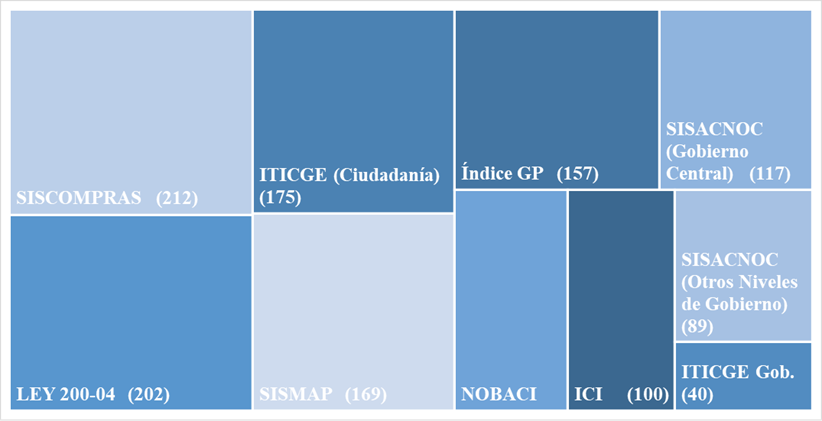 SISCOMPRAS (212)
LEY 200-04 (202)
ITICGE (Ciudadanía)
(175)
SISMAP (169)
Índice GP (157)
SISACNOC
(Gobierno
Central) (117)
NOBACI
ICI (100)
SISACNOC
(Otros Niveles
de Gobierno)
(89)
ITICGE Gob.
(40)